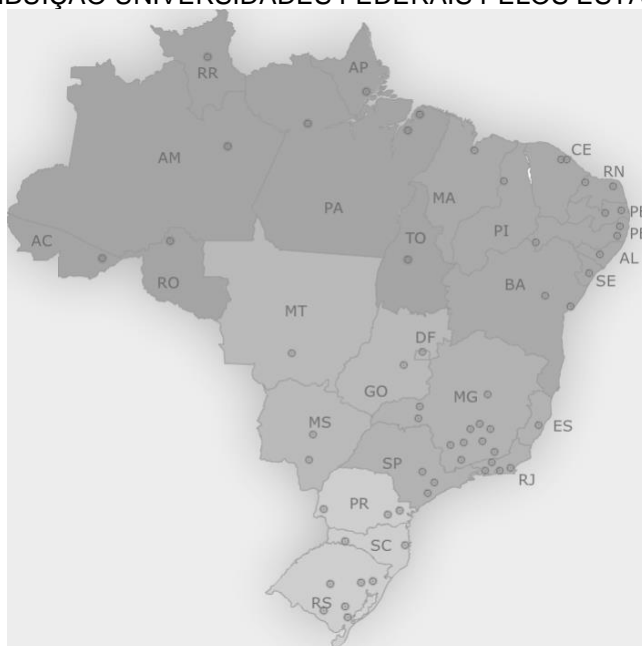 BUIÇÃO UNIVERSIDADES FEDERAIS PELOS
RR
AP
AM
PA
MA
CE
RN
PI
AC
TO
AL
RO
SE
BA
MT
DF
GO
MG
MS
ES
SP
RJ
PR
SC
RS